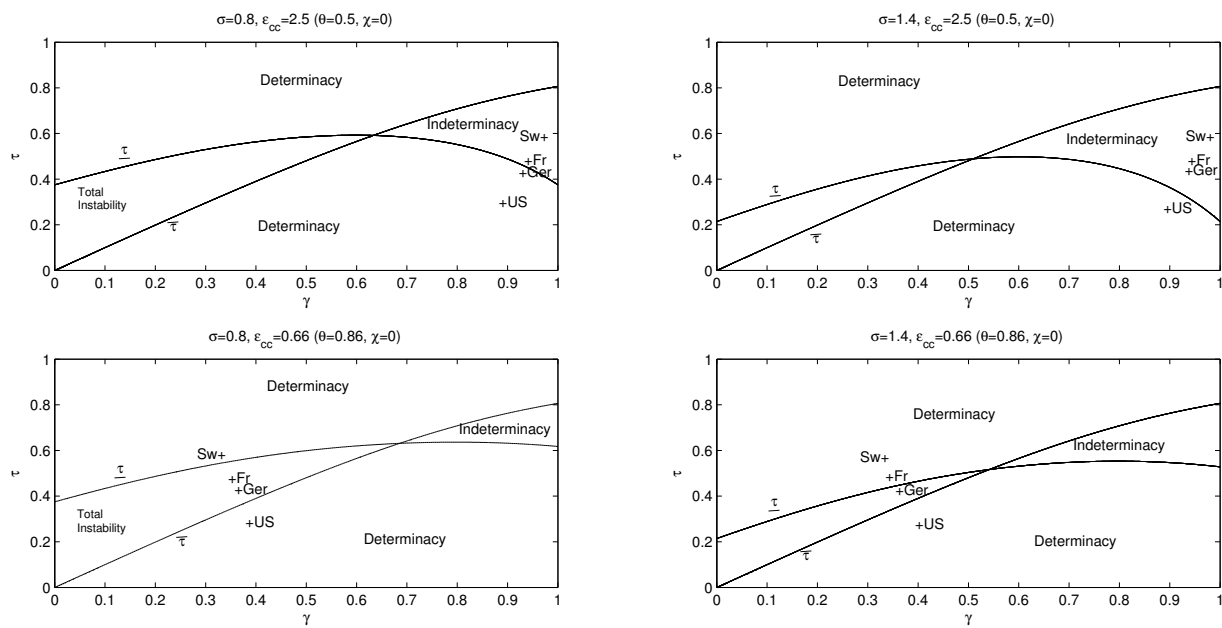 σ=0.8, ε_cc=2.5 (θ=0.5, χ=0)
1
0.8
0.6
0.4
0.2
0
τ
Determinacy
Indeterminacy
Sw+
τ
+Fr
+Ger
Total
Instability
+US
τ
Determinacy
0 0.1 0.2 0.3 0.4 0.5 0.6 0.7 0.8 0.9 1
γ
σ=1.4, ε_cc=2.5 (θ=0.5, χ=0)
1
0.8
0.6
0.4
0.2
0
τ
Determinacy
Indeterminacy
Sw+
+Fr
+Ger
τ
+US
τ
Determinacy
0 0.1 0.2 0.3 0.4 0.5 0.6 0.7 0.8 0.9 1
γ
σ=0.8, ε_cc=0.66 (θ=0.86, χ=0)
1
0.8
0.6
0.4
0.2
0
τ
Determinacy
Indeterminacy
Sw+
τ
+Fr
+Ger
Total
Instability
+US
τ
Determinacy
0 0.1 0.2 0.3 0.4 0.5 0.6 0.7 0.8 0.9 1
γ
σ=1.4, ε_cc=0.66 (θ=0.86, χ=0)
1
0.8
0.6
0.4
0.2
0
τ
Determinacy
Indeterminacy
Sw+
+Fr
+Ger
τ
+US
τ
Determinacy
0 0.1 0.2 0.3 0.4 0.5 0.6 0.7 0.8 0.9 1
γ